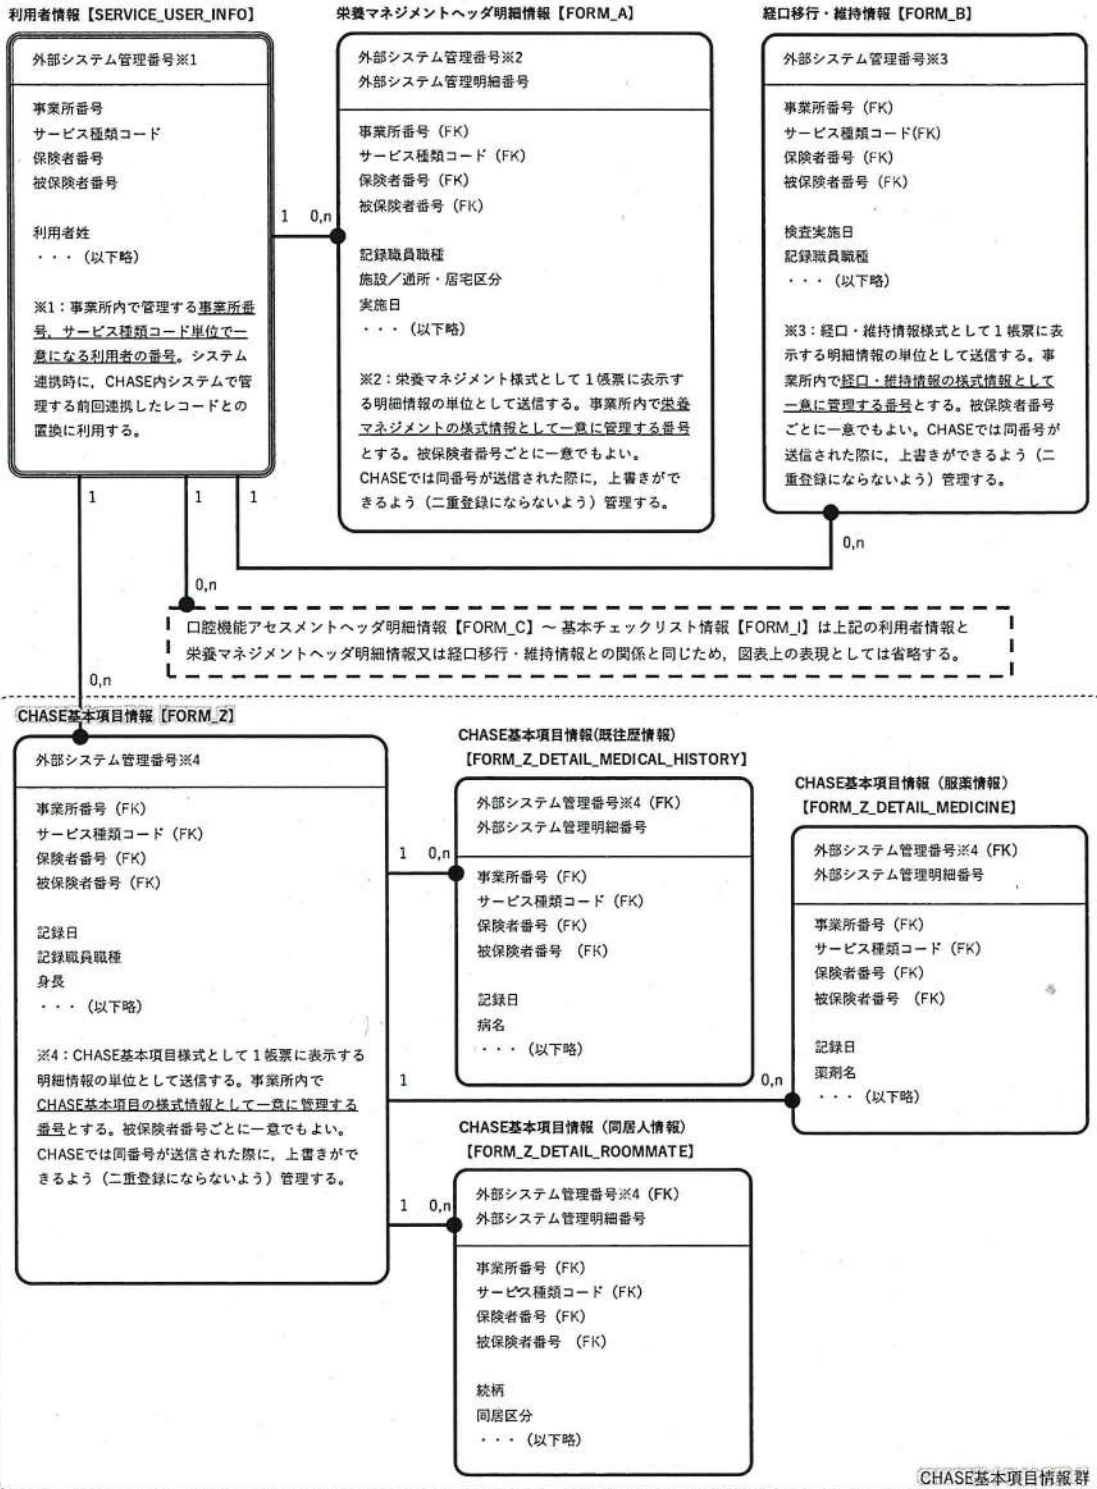 利用者情報【SERVICE_USER_INFO】
外部システム管理番号※1
事業所番号
サービス種類コード
保険者番号
被保険者番号
利用者姓
・・・（以下略）
※1：事業所内で管理する事業所番
号，サービス種類コード単位で一
意になる利用者の番号。システム
連携時に，CHASE内システムで管
理する前回連携したレコードとの
置換に利用する。
1 0,n
栄養マネジメントヘッダ明細情報【FORM_A】
外部システム管理番号※2
外部システム管理明細番号
事業所番号（FK）
サービス種類コード（FK）
保険者番号（FK）
被保険者番号（FK）
記録職員職種
施設／通所・居宅区分
実施日
・・・（以下略）
※2：栄養マネジメント様式として１帳票に表示す
る明細情報の単位として送信する。事業所内で栄養
マネジメントの様式情報として一意に管理する番号
とする。被保険者番号ごとに一意でもよい。
CHASEでは同番号が送信された際に，上書きがで
きるよう（二重登録にならないよう）管理する。
経口移行・維持情報【FORM_B】
外部システム管理番号※3
事業所番号（FK）
サービス種類コード(FK）
保険者番号（FK）
被保険者番号（FK）
検査実施日
記録職員職種
・・・（以下略）
※3：経口・維持情報様式として１帳票に表
示する明細情報の単位として送信する。事
業所内で経口・維持情報の様式情報として
一意に管理する番号とする。被保険者番号
ごとに一意でもよい。CHASEでは同番号が
送信された際に，上書きができるよう（二
重登録にならないよう）管理する。
1 1 1
0,n
0,n
口腔機能アセスメントヘッダ明細情報【FORM_C】～ 基本チェックリスト情報【FORM_I】は上記の利用者情報と
栄養マネジメントヘッダ明細情報又は経口移行・維持情報との関係と同じため，図表上の表現としては省略する。
0,n
CHASE基本項目情報【FORM_Z】
外部システム管理番号※4
事業所番号（FK）
サービス種類コード（FK）
保険者番号（FK）
被保険者番号（FK）
記録日
記録職員職種
身長
・・・（以下略）
※4：CHASE基本項目様式として１帳票に表示する
明細情報の単位として送信する。事業所内で
CHASE基本項目の様式情報として一意に管理する
番号とする。被保険者番号ごとに一意でもよい。
CHASEでは同番号が送信された際に，上書きがで
きるよう（二重登録にならないよう）管理する。
1 0,n
CHASE基本項目情報(既往歴情報）
【FORM_Z_DETAIL_MEDICAL_HISTORY】
外部システム管理番号※4（FK）
外部システム管理明細番号
事業所番号（FK）
サービス種類コード（FK）
保険者番号（FK）
被保険者番号 （FK）
記録日
病名
・・・（以下略）
1 0,n
CHASE基本項目情報（服薬情報）
【FORM_Z_DETAIL_MEDICINE】
外部システム管理番号※4（FK）
外部システム管理明細番号
事業所番号（FK）
サービス種類コード（FK）
保険者番号（FK）
被保険者番号 （FK）
記録日
薬剤名
・・・（以下略）
CHASE基本項目情報（同居人情報）
【FORM_Z_DETAIL_ROOMMATE】
1 0,n
外部システム管理番号※4（FK）
外部システム管理明細番号
事業所番号（FK）
サービス種類コード（FK）
保険者番号（FK）
被保険者番号 （FK）
続柄
同居区分
・・・（以下略）
CHASE基本項目情報群